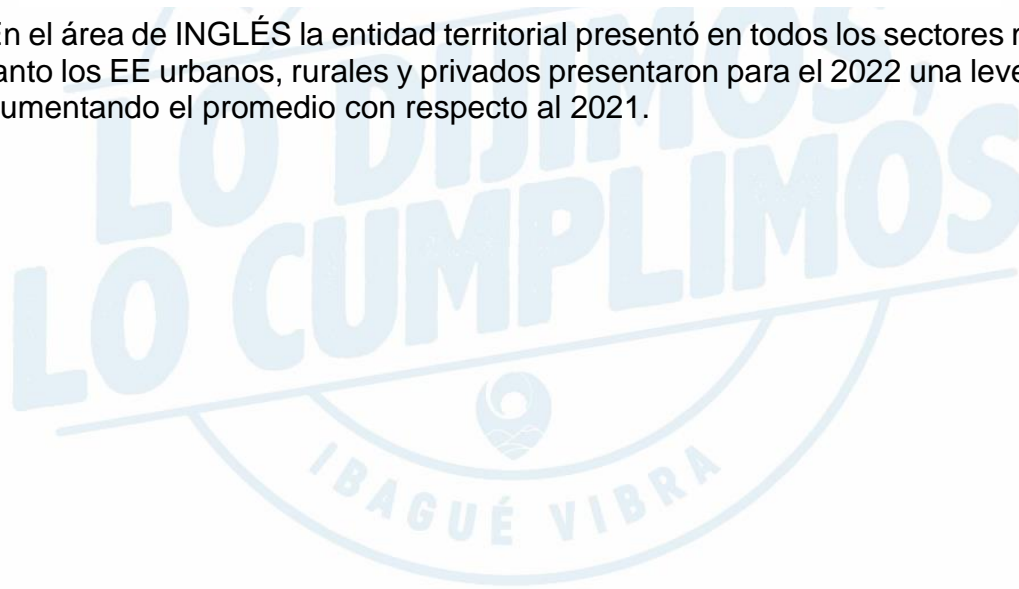 En el área de INGLÉS la entidad territorial presentó en todos los sectores
tanto los EE urbanos, rurales y privados presentaron para el 2022 una leve
aumentando el promedio con respecto al 2021.
LO DIJIMOS,
LO CUMPLIMOS
IBAGUÉ VIBRA